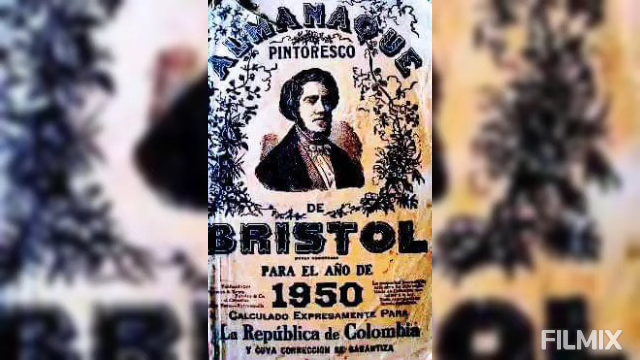 ALMANAQUE
PINTORESCO
DE
BRISTOL
PARA EL AÑO DE
1950
CALCULADO EXPRESAMENTE PARA
La República de Colombia
Y CUYA CORRECCION SE GARANTIZA
FILMIX